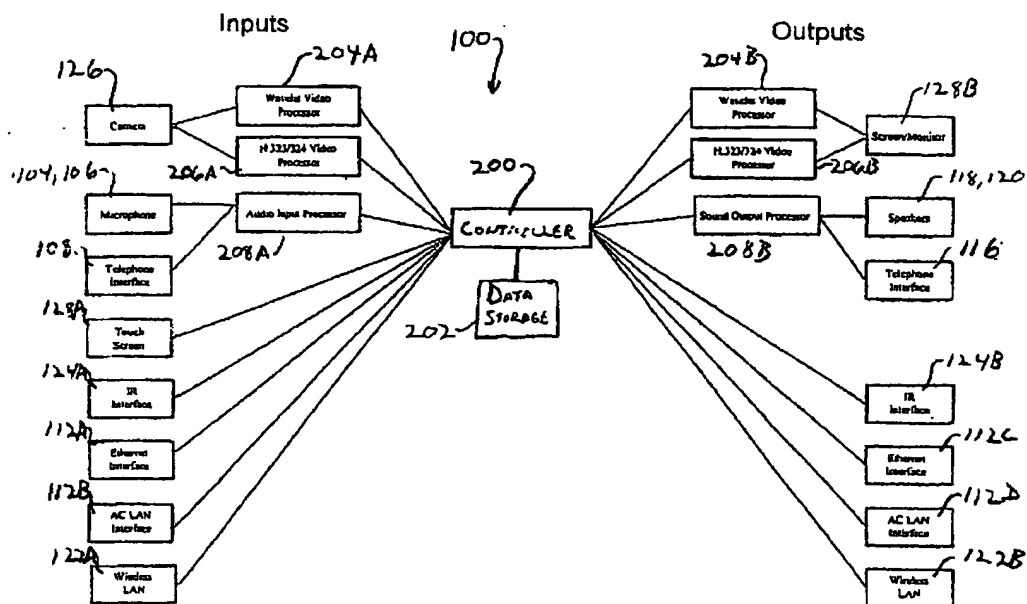 Inputs
100
Outputs
204A
204B
126
128B
Camera
Wavelet Video
Processor
Wavelet Video
Processor
Screen/Monitor
H.323/324 Video
Processor
H.323/324 Video
Processor
206A
206B
104, 106
200
118, 120
Microphone
Audio Input Processor
CONTROLLER
Sound Output Processor
Speakers
108
208A
208B
116
Telephone
Interface
Telephone
Interface
128A
DATA
STORAGE
202
Touch
Screen
124A
124B
IR
Interface
IR
Interface
112A
112C
Ethernet
Interface
Ethernet
Interface
112B
112D
AC LAN
Interface
AC LAN
Interface
122A
122B
Wireless
LAN
Wireless
LAN